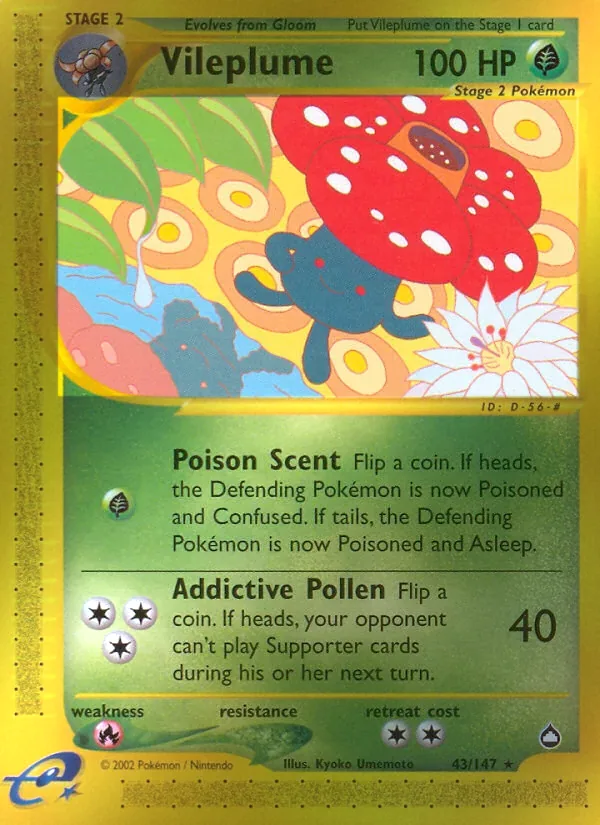 STAGE 2
Evolves from Gloom
Put Vileplume on the Stage 1 card
Vileplume
100 HP
Stage 2 Pokémon
ID: D-56-#
Poison Scent Flip a coin. If heads,
the Defending Pokémon is now Poisoned
and Confused. If tails, the Defending
Pokémon is now Poisoned and Asleep.
Addictive Pollen Flip a
coin. If heads, your opponent
can't play Supporter cards
during his or her next turn.
40
weakness
resistance
retreat cost
© 2002 Pokémon / Nintendo
Illus. Kyoko Umemoto
43/147 ★
e